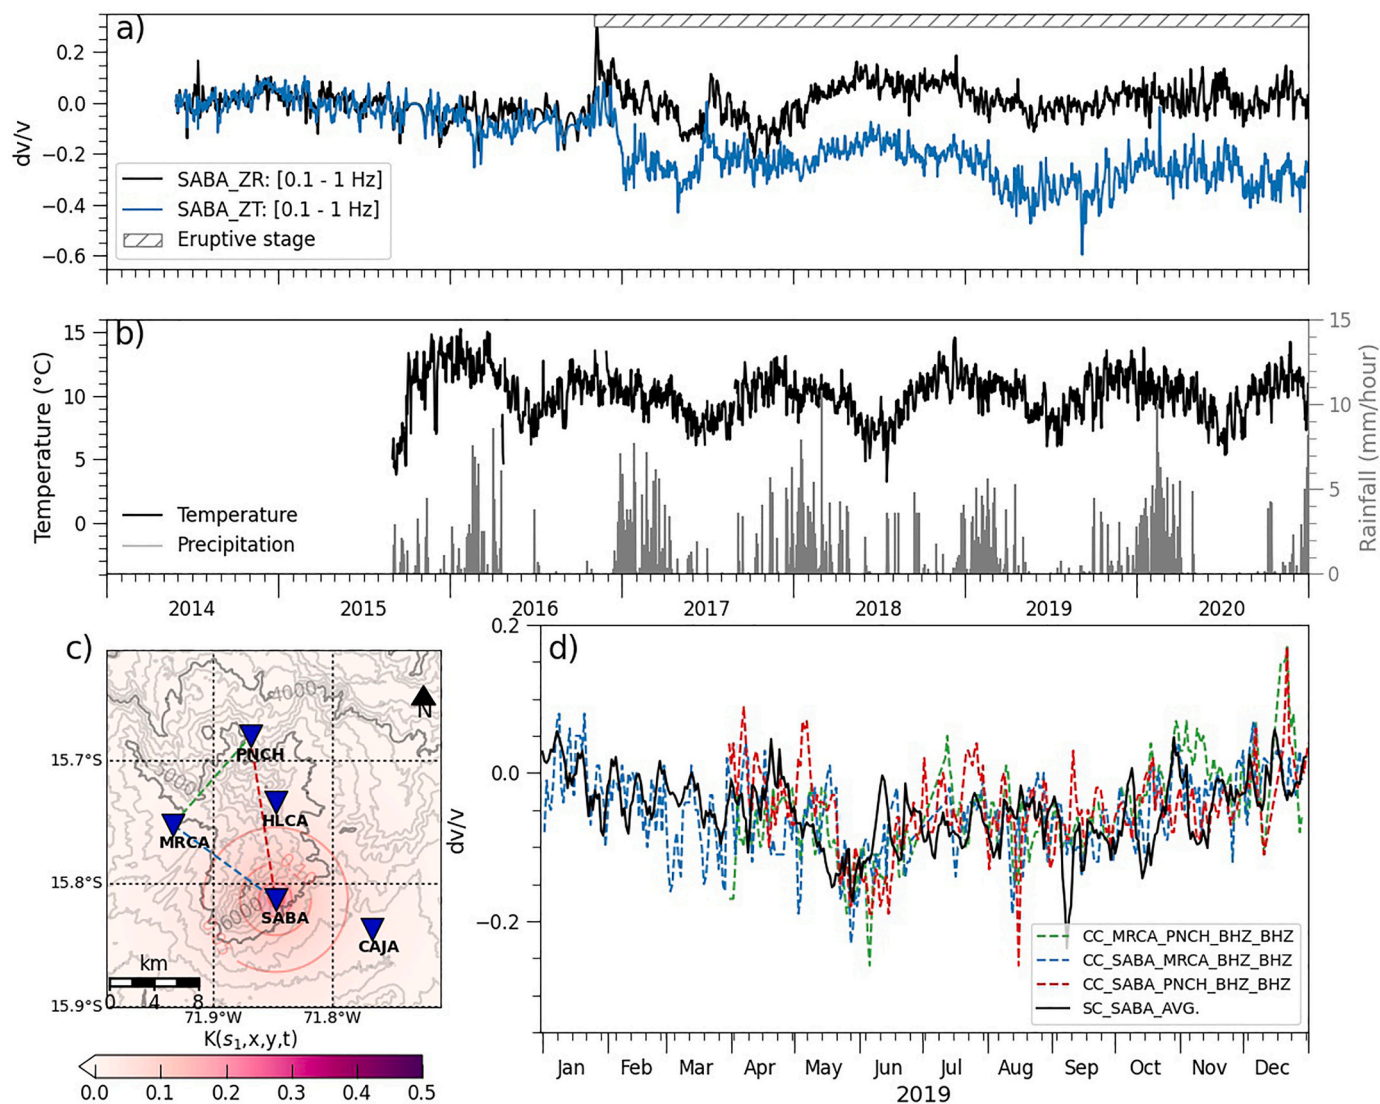 a)
0.2
0.0
−0.2
−0.4
−0.6
dv/v
SABA_ZR: [0.1 - 1 Hz]
SABA_ZT: [0.1 - 1 Hz]
Eruptive stage
b)
15
10
5
0
Temperature (°C)
15
10
5
0
Rainfall (mm/hour)
Temperature
Precipitation
2014 2015 2016 2017 2018 2019 2020
c)
4000
N
PNCH
15.7°S
HLCA
MRCA
15.8°S
6000
SABA
CAJA
km
0 4 8
15.9°S
71.9°W 71.8°W
K(s1,x,y,t)
0.0 0.1 0.2 0.3 0.4 0.5
d)
0.2
0.0
−0.2
dv/v
CC_MRCA_PNCH_BHZ_BHZ
CC_SABA_MRCA_BHZ_BHZ
CC_SABA_PNCH_BHZ_BHZ
SC_SABA_AVG.
Jan Feb Mar Apr May Jun Jul Aug Sep Oct Nov Dec
2019